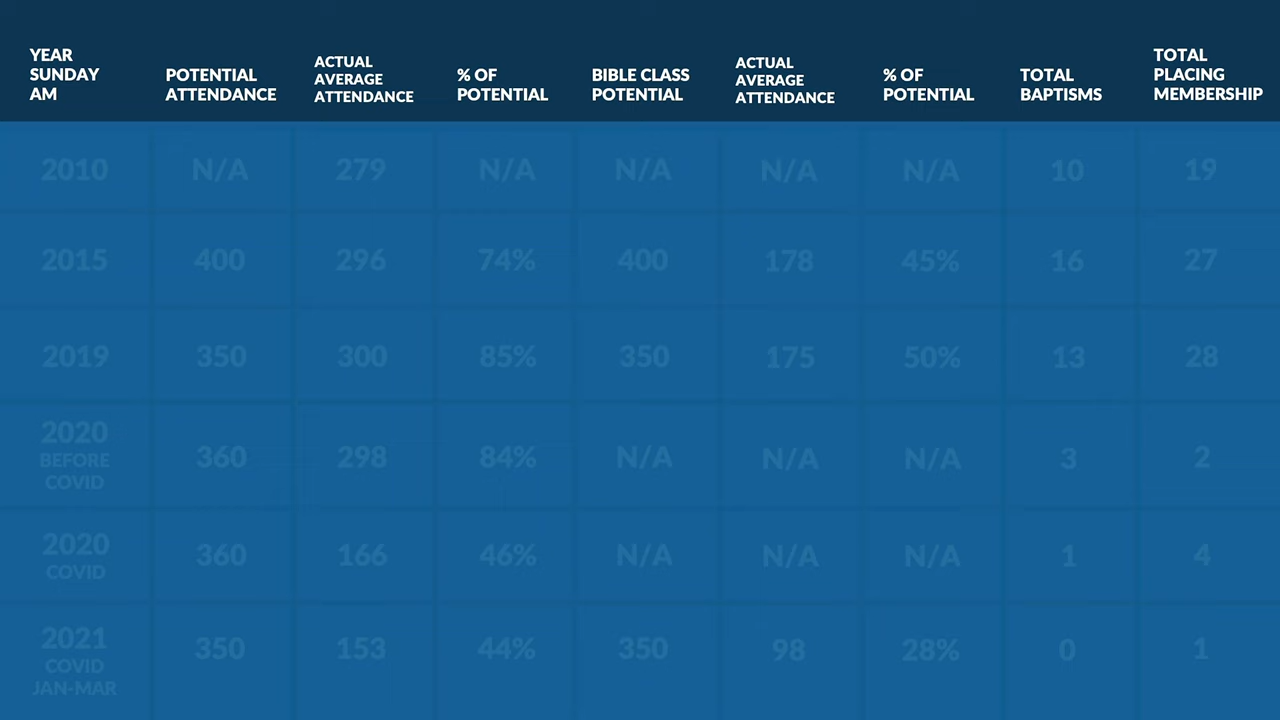 YEAR SUNDAY AM POTENTIAL ATTENDANCE ACTUAL AVERAGE ATTENDANCE % OF POTENTIAL BIBLE CLASS POTENTIAL ACTUAL AVERAGE ATTENDANCE % OF POTENTIAL TOTAL BAPTISMS TOTAL PLACING MEMBERSHIP
2010 N/A 279 N/A N/A N/A N/A 10 19
2015 400 296 74% 400 178 45% 16 27
2019 350 300 85% 350 175 50% 13 28
2020 BEFORE COVID 360 298 84% N/A N/A N/A 3 2
2020 COVID 360 166 46% N/A N/A N/A 1 4
2021 COVID JAN-MAR 350 153 44% 350 98 28% 0 1